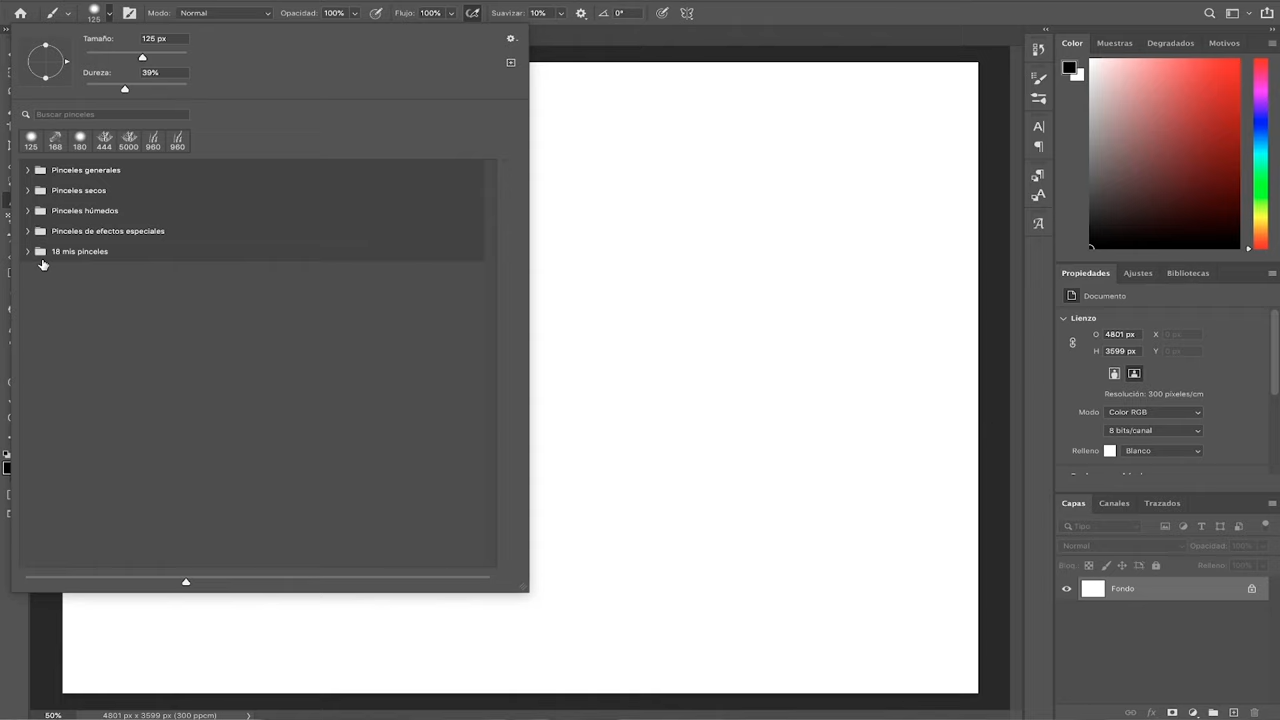 125 Modo: Normal Opacidad: 100% Flujo: 100% Suavizar: 10% 0°
Tamaño: 125 px
Dureza: 39%
Buscar pinceles
125 168 180 444 5000 960 960
Pinceles generales
Pinceles secos
Pinceles húmedos
Pinceles de efectos especiales
18 mis pinceles
50% 4801 px x 3599 px (300 ppcm)
Color Muestras Degradados Motivos
Propiedades Ajustes Bibliotecas
Documento
Lienzo
O 4801 px X 0 px
H 3599 px Y 0 px
Resolución: 300 píxeles/cm
Modo Color RGB
8 bits/canal
Relleno Blanco
Capas Canales Trazados
Tipo
Normal Opacidad: 100%
Bloq.: Relleno: 100%
Fondo